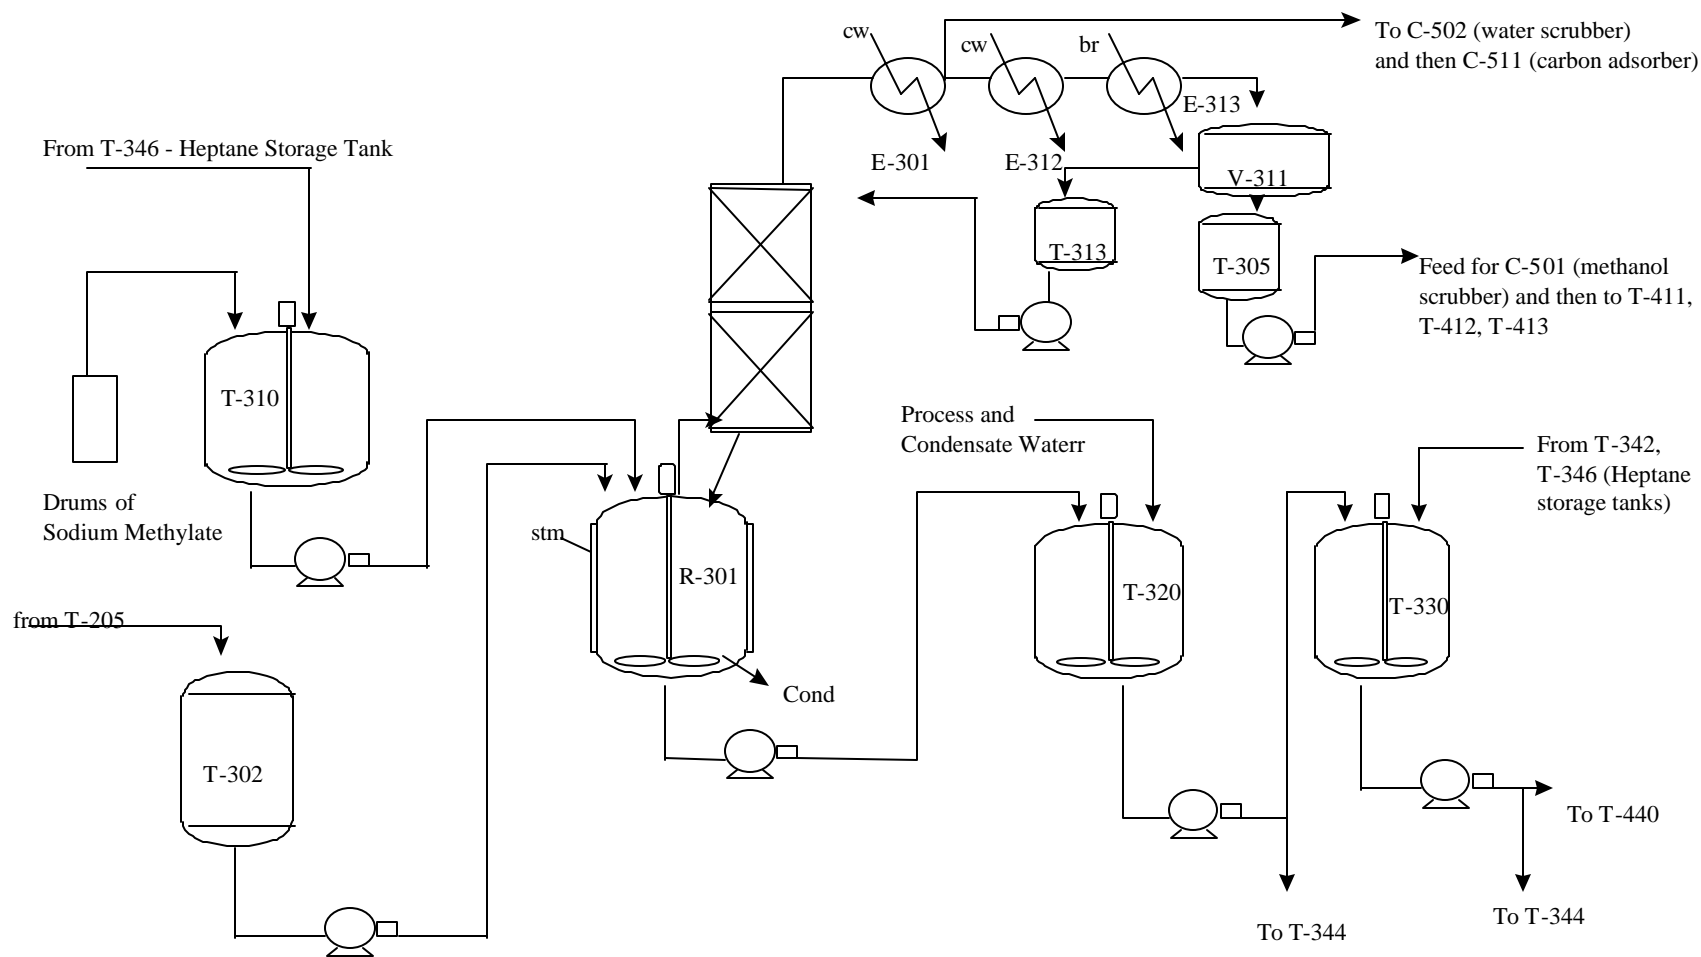 cw
cw
br
To C-502 (water scrubber)
and then C-511 (carbon adsorber)
E-313
From T-346 - Heptane Storage Tank
E-301
E-312
V-311
T-313
T-305
Feed for C-501 (methanol
scrubber) and then to T-411,
T-412, T-413
T-310
Process and
Condensate Waterr
From T-342,
T-346 (Heptane
storage tanks)
Drums of
Sodium Methylate
stm
R-301
T-320
T-330
from T-205
Cond
T-302
To T-440
To T-344
To T-344